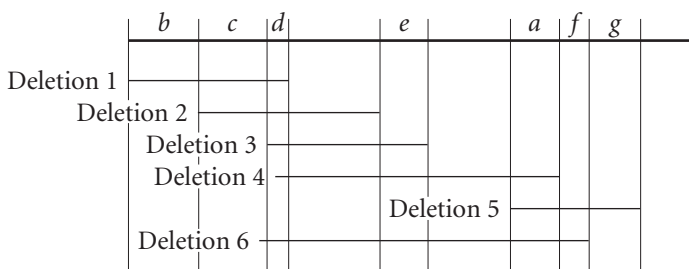 b c d e a f g
Deletion 1
Deletion 2
Deletion 3
Deletion 4
Deletion 5
Deletion 6